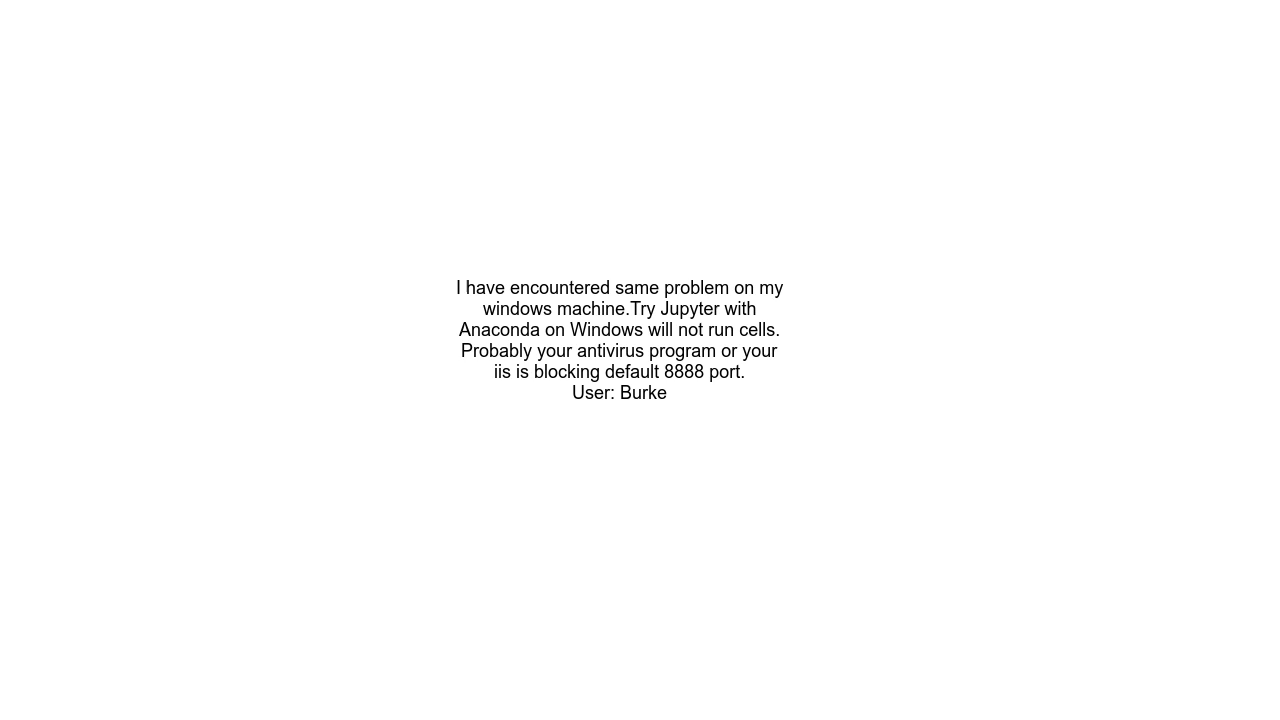 I have encountered same problem on my
windows machine.Try Jupyter with
Anaconda on Windows will not run cells.
Probably your antivirus program or your
iis is blocking default 8888 port.
User: Burke